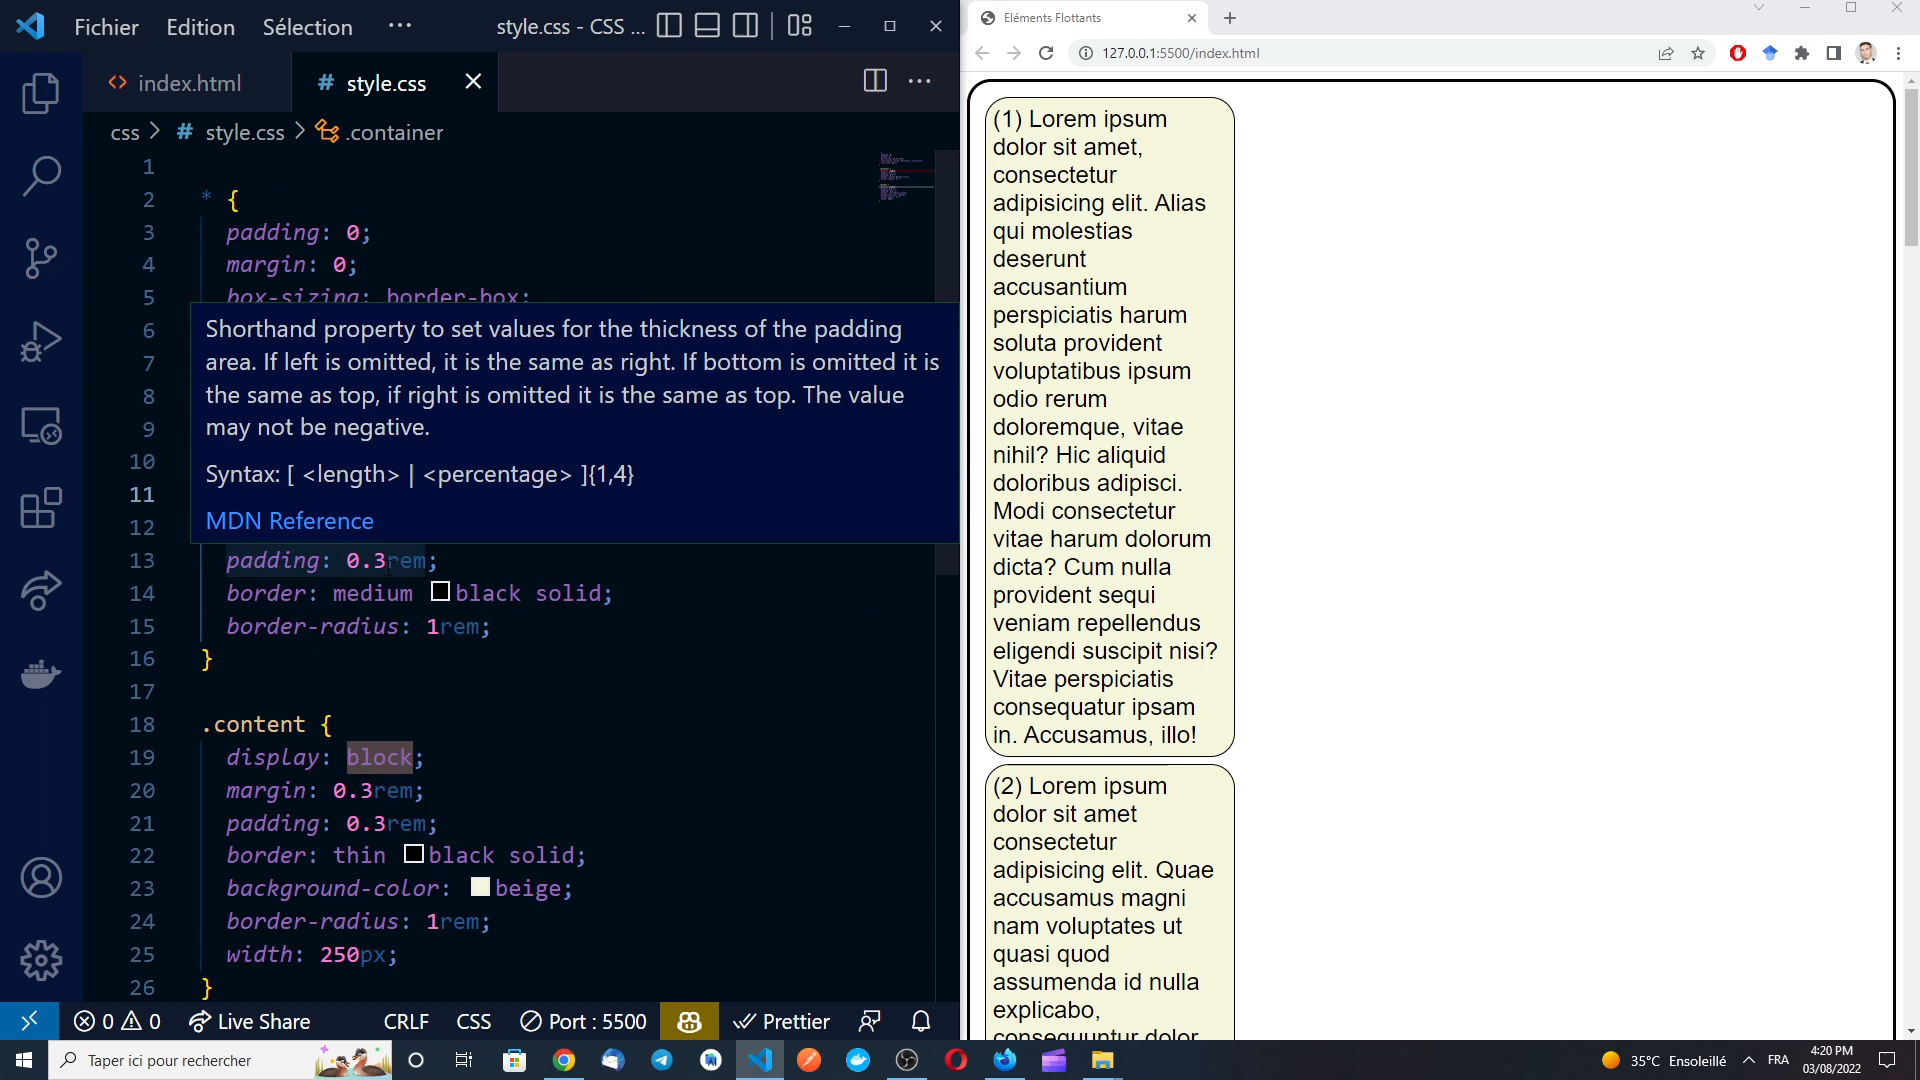 Fichier Edition Sélection ··· style.css - CSS ...
index.html # style.css
css > # style.css > .container
1
2 * {
3 padding: 0;
4 margin: 0;
5 box-sizing: border-box;
6
7
8
9
10
11
12
Shorthand property to set values for the thickness of the padding
area. If left is omitted, it is the same as right. If bottom is omitted it is
the same as top, if right is omitted it is the same as top. The value
may not be negative.
Syntax: [ <length> | <percentage> ]{1,4}
MDN Reference
13 padding: 0.3rem;
14 border: medium black solid;
15 border-radius: 1rem;
16 }
17
18 .content {
19 display: block;
20 margin: 0.3rem;
21 padding: 0.3rem;
22 border: thin black solid;
23 background-color: beige;
24 border-radius: 1rem;
25 width: 250px;
26 }
0 0 Live Share CRLF CSS Port : 5500 Prettier
Eléments Flottants
127.0.0.1:5500/index.html
(1) Lorem ipsum
dolor sit amet,
consectetur
adipisicing elit. Alias
qui molestias
deserunt
accusantium
perspiciatis harum
soluta provident
voluptatibus ipsum
odio rerum
doloremque, vitae
nihil? Hic aliquid
doloribus adipisci.
Modi consectetur
vitae harum dolorum
dicta? Cum nulla
provident sequi
veniam repellendus
eligendi suscipit nisi?
Vitae perspiciatis
consequatur ipsam
in. Accusamus, illo!
(2) Lorem ipsum
dolor sit amet
consectetur
adipisicing elit. Quae
accusamus magni
nam voluptates ut
quasi quod
assumenda id nulla
explicabo,
consequuntur dolor
Taper ici pour rechercher
35°C Ensoleillé FRA 4:20 PM
03/08/2022